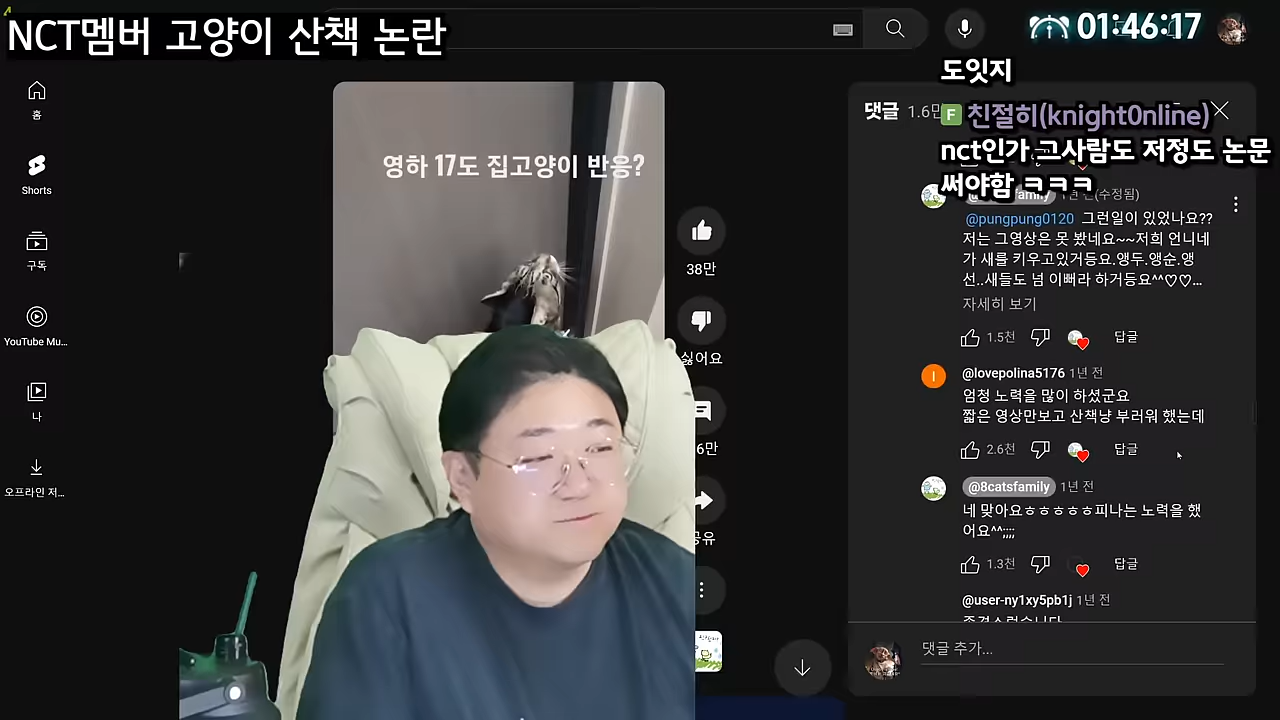 NCT멤버 고양이 산책 논란
01:46:17
도잇지
친절히(knight0nline)
nct인가 그사람도 저정도 논문
써야함 ㅋㅋㅋ
홈
Shorts
구독
YouTube Mu...
나
오프라인 저...
영하 17도 집고양이 반응?
38만
싫어요
댓글
@pungpung0120 그런일이 있었나요??
저는 그영상은 못 봤네요~~저희 언니네
가 새를 키우고있거등요.앵두.앵순.앵
선..새들도 넘 이뻐라 하거등요^^♡♡...
자세히 보기
1.5천
답글
@lovepolina5176 1년 전
엄청 노력을 많이 하셨군요
짧은 영상만보고 산책냥 부러워 했는데
2.6천
답글
@8catsfamily 1년 전
네 맞아요ㅎㅎㅎㅎㅎ피나는 노력을 했
어요^^;;;;
1.3천
답글
@user-ny1xy5pb1j 1년 전
댓글 추가...